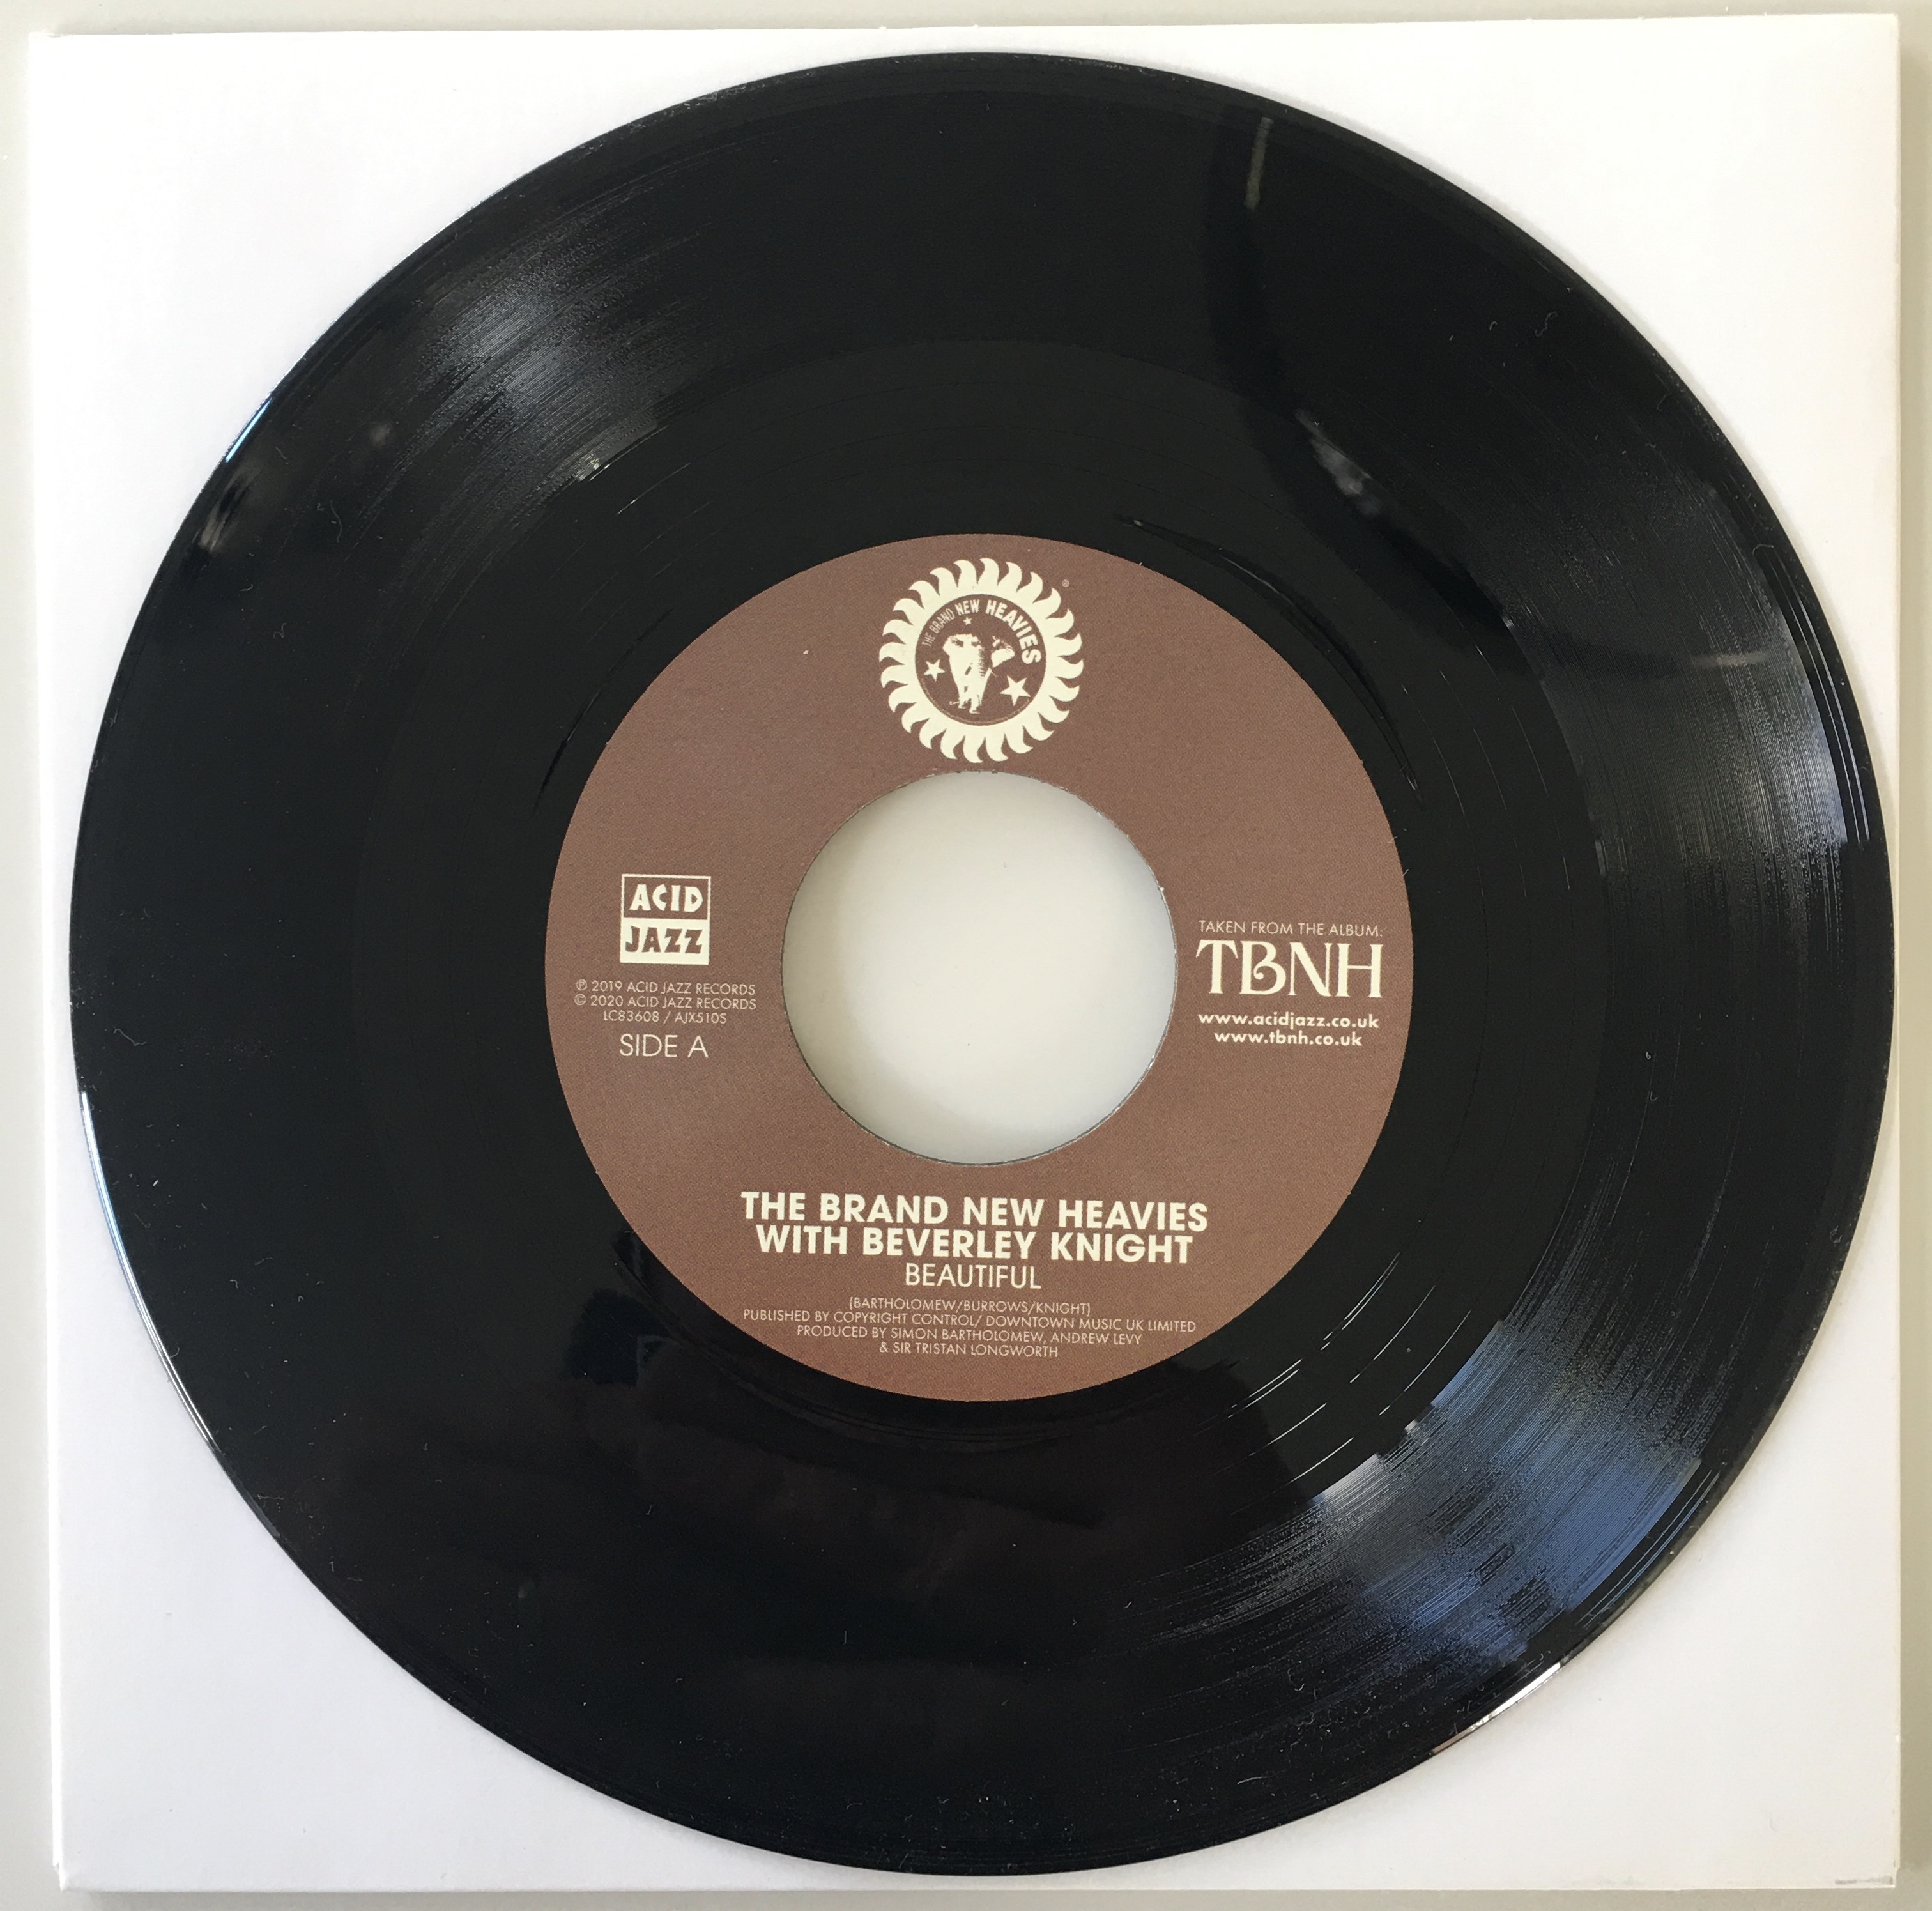 THE BRAND NEW HEAVIES
®
ACID
JAZZ
℗ 2019 ACID JAZZ RECORDS
© 2020 ACID JAZZ RECORDS
LC83608 / AJX510S
SIDE A
TAKEN FROM THE ALBUM:
TBNH
www.acidjazz.co.uk
www.tbnh.co.uk
THE BRAND NEW HEAVIES
WITH BEVERLEY KNIGHT
BEAUTIFUL
(BARTHOLOMEW/BURROWS/KNIGHT)
PUBLISHED BY COPYRIGHT CONTROL/ DOWNTOWN MUSIC UK LIMITED
PRODUCED BY SIMON BARTHOLOMEW, ANDREW LEVY
& SIR TRISTAN LONGWORTH